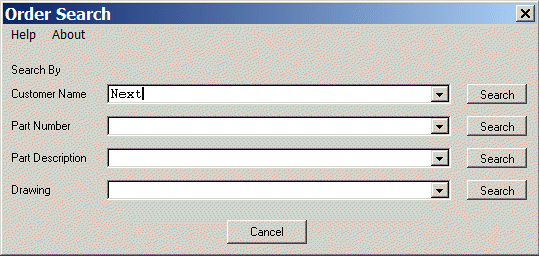 Order Search
Help About
Search By
Customer Name Next Search
Part Number Search
Part Description Search
Drawing Search
Cancel